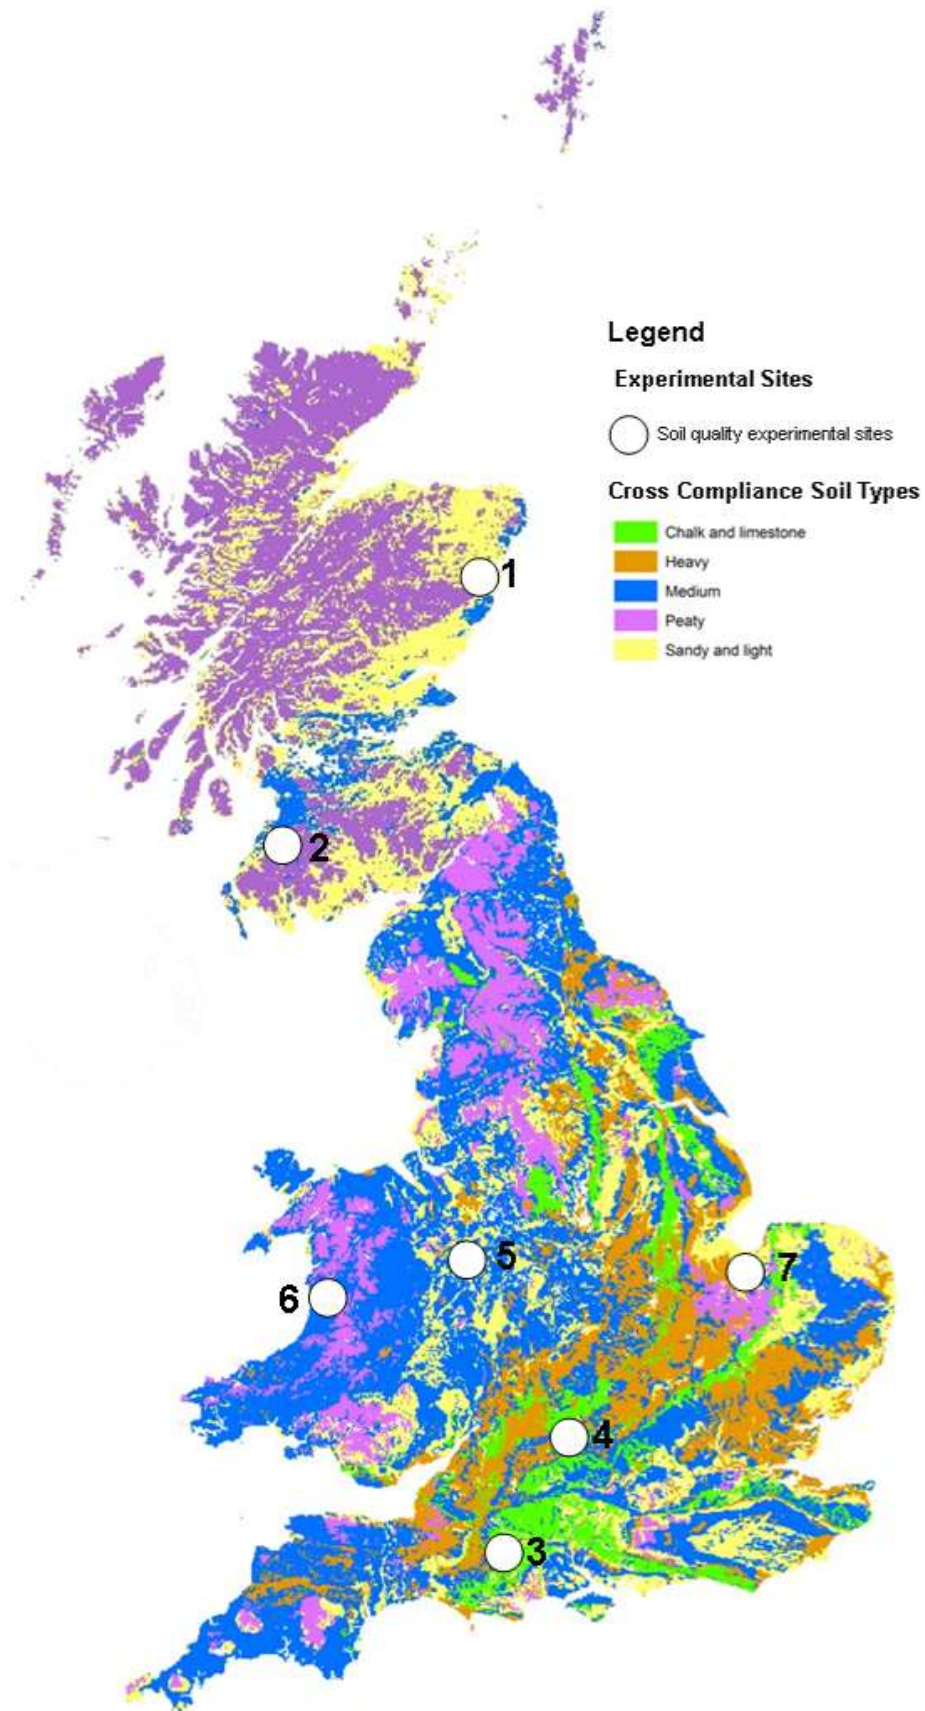 Legend
Experimental Sites
Soil quality experimental sites
Cross Compliance Soil Types
Chalk and limestone
Heavy
Medium
Peaty
Sandy and light
1
2
5
7
6
4
3